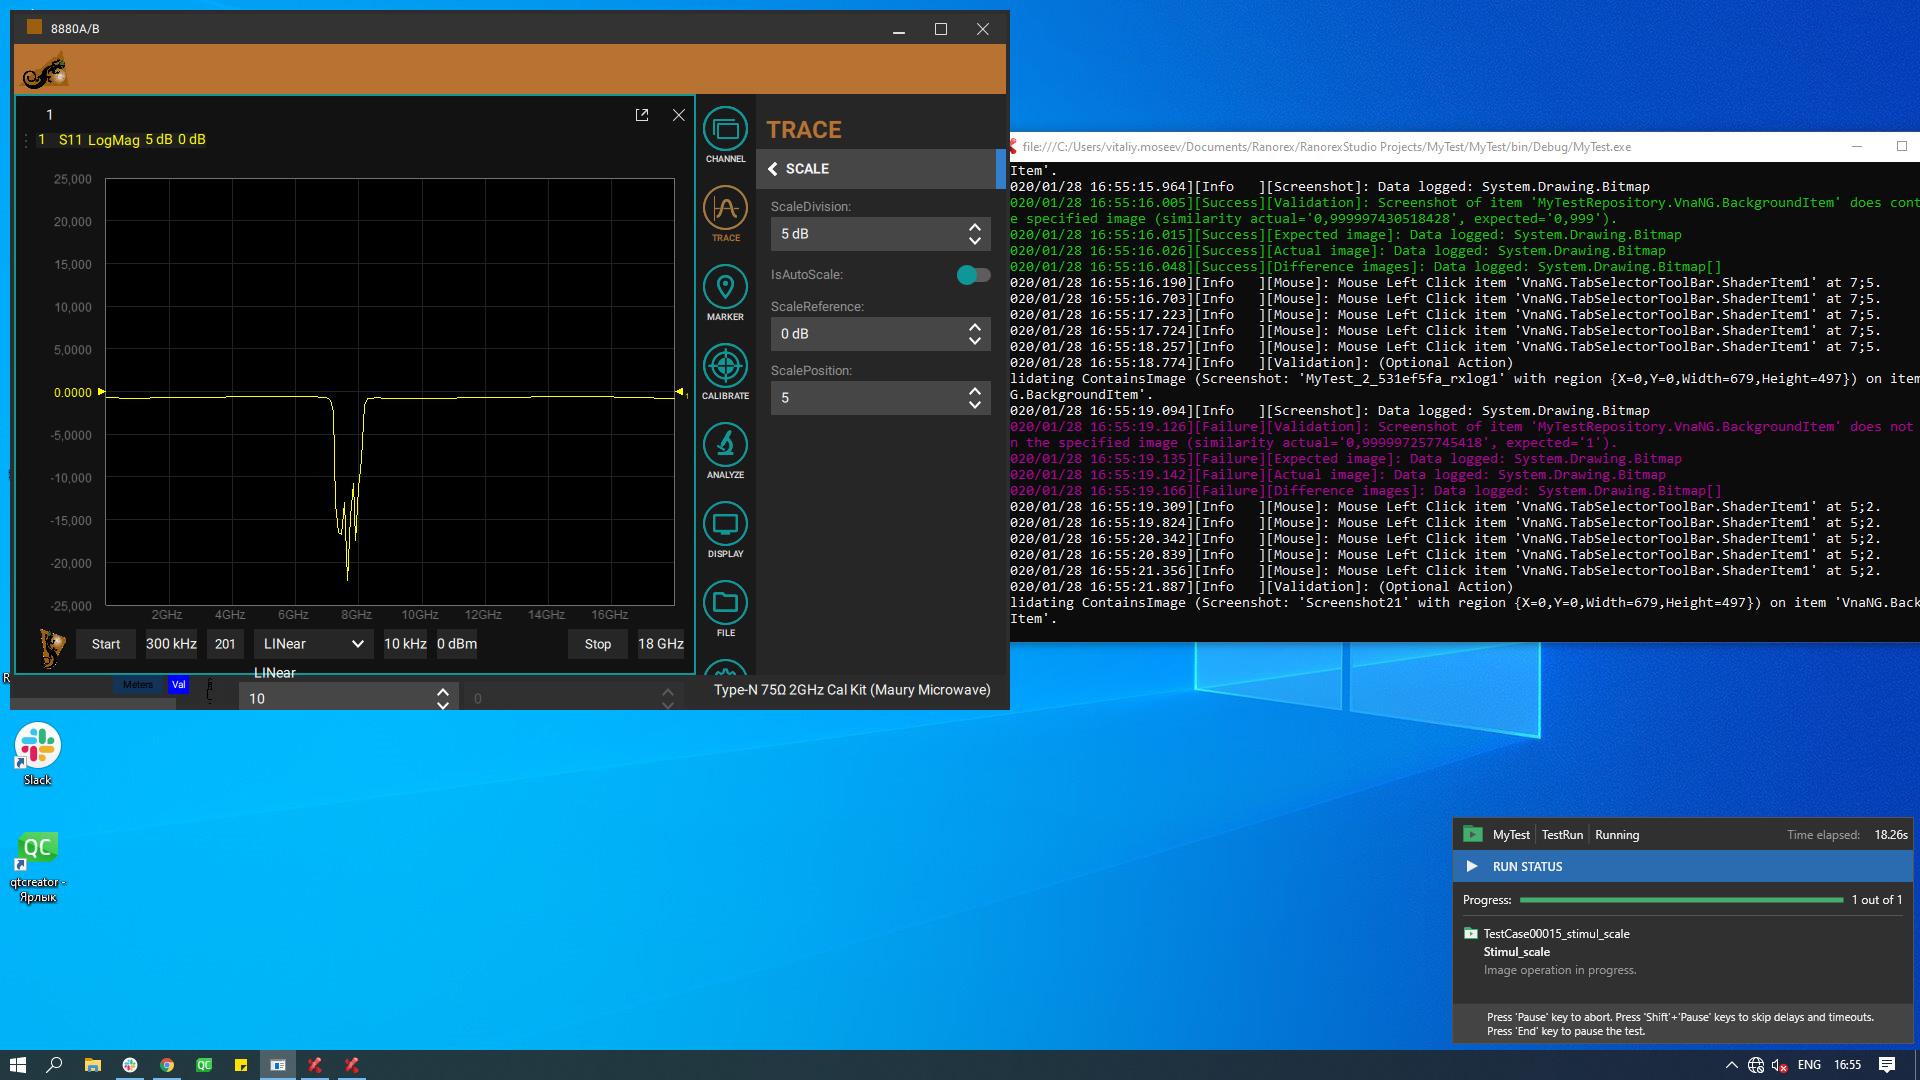 8880A/B
1
1 S11 LogMag 5 dB 0 dB
25,000
20,000
15,000
10,000
5,0000
0.0000
-5,0000
-10,000
-15,000
-20,000
-25,000
1
2GHz 4GHz 6GHz 8GHz 10GHz 12GHz 14GHz 16GHz
Start 300 kHz 201 LINear 10 kHz 0 dBm Stop 18 GHz
LINear
Meters Val
10 0
Type-N 75Ω 2GHz Cal Kit (Maury Microwave)
CHANNEL
TRACE
MARKER
CALIBRATE
ANALYZE
DISPLAY
FILE
TRACE
SCALE
ScaleDivision:
5 dB
IsAutoScale:
ScaleReference:
0 dB
ScalePosition:
5
file:///C:/Users/vitaliy.moseev/Documents/Ranorex/RanorexStudio Projects/MyTest/MyTest/bin/Debug/MyTest.exe
Item'.
020/01/28 16:55:15.964][Info   ][Screenshot]: Data logged: System.Drawing.Bitmap
020/01/28 16:55:16.005][Success][Validation]: Screenshot of item 'MyTestRepository.VnaNG.BackgroundItem' does cont
e specified image (similarity actual='0,999997430518428', expected='0,999').
020/01/28 16:55:16.015][Success][Expected image]: Data logged: System.Drawing.Bitmap
020/01/28 16:55:16.026][Success][Actual image]: Data logged: System.Drawing.Bitmap
020/01/28 16:55:16.048][Success][Difference images]: Data logged: System.Drawing.Bitmap[]
020/01/28 16:55:16.190][Info   ][Mouse]: Mouse Left Click item 'VnaNG.TabSelectorToolBar.ShaderItem1' at 7;5.
020/01/28 16:55:16.703][Info   ][Mouse]: Mouse Left Click item 'VnaNG.TabSelectorToolBar.ShaderItem1' at 7;5.
020/01/28 16:55:17.223][Info   ][Mouse]: Mouse Left Click item 'VnaNG.TabSelectorToolBar.ShaderItem1' at 7;5.
020/01/28 16:55:17.724][Info   ][Mouse]: Mouse Left Click item 'VnaNG.TabSelectorToolBar.ShaderItem1' at 7;5.
020/01/28 16:55:18.257][Info   ][Mouse]: Mouse Left Click item 'VnaNG.TabSelectorToolBar.ShaderItem1' at 7;5.
020/01/28 16:55:18.774][Info   ][Validation]: (Optional Action)
lidating ContainsImage (Screenshot: 'MyTest_2_531ef5fa_rxlog1' with region {X=0,Y=0,Width=679,Height=497}) on item
G.BackgroundItem'.
020/01/28 16:55:19.094][Info   ][Screenshot]: Data logged: System.Drawing.Bitmap
020/01/28 16:55:19.126][Failure][Validation]: Screenshot of item 'MyTestRepository.VnaNG.BackgroundItem' does not
n the specified image (similarity actual='0,999997257745418', expected='1').
020/01/28 16:55:19.135][Failure][Expected image]: Data logged: System.Drawing.Bitmap
020/01/28 16:55:19.142][Failure][Actual image]: Data logged: System.Drawing.Bitmap
020/01/28 16:55:19.166][Failure][Difference images]: Data logged: System.Drawing.Bitmap[]
020/01/28 16:55:19.309][Info   ][Mouse]: Mouse Left Click item 'VnaNG.TabSelectorToolBar.ShaderItem1' at 5;2.
020/01/28 16:55:19.824][Info   ][Mouse]: Mouse Left Click item 'VnaNG.TabSelectorToolBar.ShaderItem1' at 5;2.
020/01/28 16:55:20.342][Info   ][Mouse]: Mouse Left Click item 'VnaNG.TabSelectorToolBar.ShaderItem1' at 5;2.
020/01/28 16:55:20.839][Info   ][Mouse]: Mouse Left Click item 'VnaNG.TabSelectorToolBar.ShaderItem1' at 5;2.
020/01/28 16:55:21.356][Info   ][Mouse]: Mouse Left Click item 'VnaNG.TabSelectorToolBar.ShaderItem1' at 5;2.
020/01/28 16:55:21.887][Info   ][Validation]: (Optional Action)
lidating ContainsImage (Screenshot: 'Screenshot21' with region {X=0,Y=0,Width=679,Height=497}) on item 'VnaNG.Back
Item'.
R
Slack
QC
qtcreator -
Ярлык
MyTest TestRun Running Time elapsed: 18.26s
RUN STATUS
Progress: 1 out of 1
TestCase00015_stimul_scale
Stimul_scale
Image operation in progress.
Press 'Pause' key to abort. Press 'Shift'+'Pause' keys to skip delays and timeouts.
Press 'End' key to pause the test.
QC
ENG 16:55